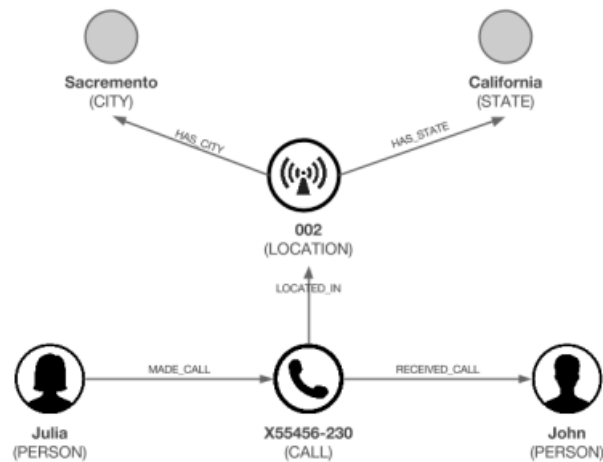 Sacremento
(CITY)
California
(STATE)
HAS_CITY
HAS_STATE
002
(LOCATION)
LOCATED_IN
MADE_CALL
RECEIVED_CALL
Julia
(PERSON)
X55456-230
(CALL)
John
(PERSON)